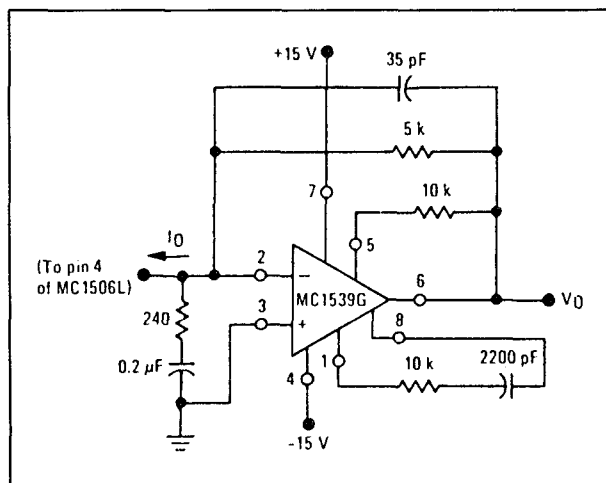 +15 V
35 pF
5 k
7
10 k
5
I0
(To pin 4
of MC1506L)
2
−
MC1539G
6
V0
3
+
8
240
0.2 µF
4
1
10 k
2200 pF
-15 V